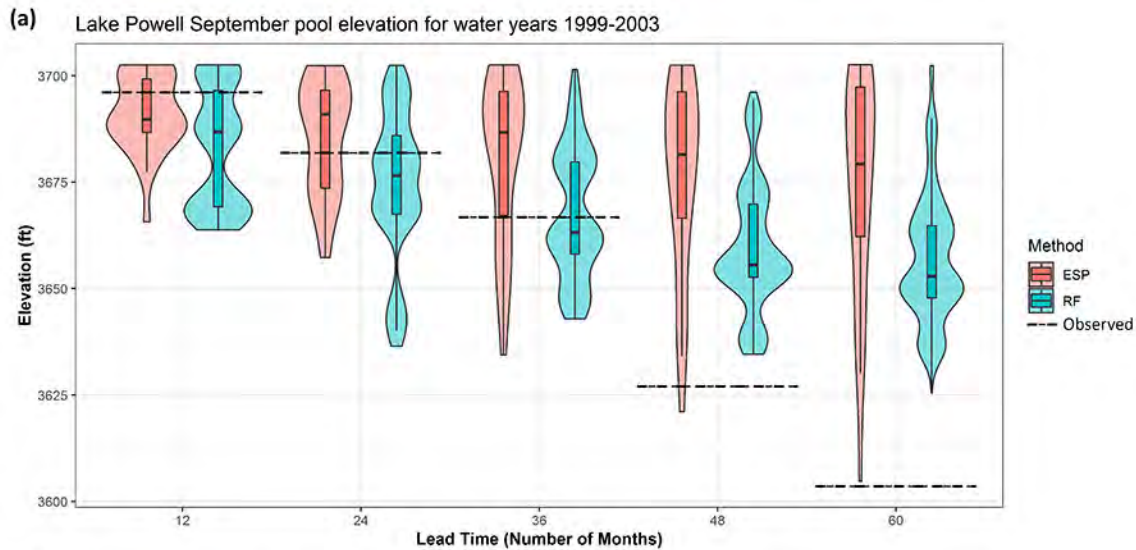 (a)
Lake Powell September pool elevation for water years 1999-2003
Elevation (ft)
3700
3675
3650
3625
3600
12 24 36 48 60
Lead Time (Number of Months)
Method
ESP
RF
Observed